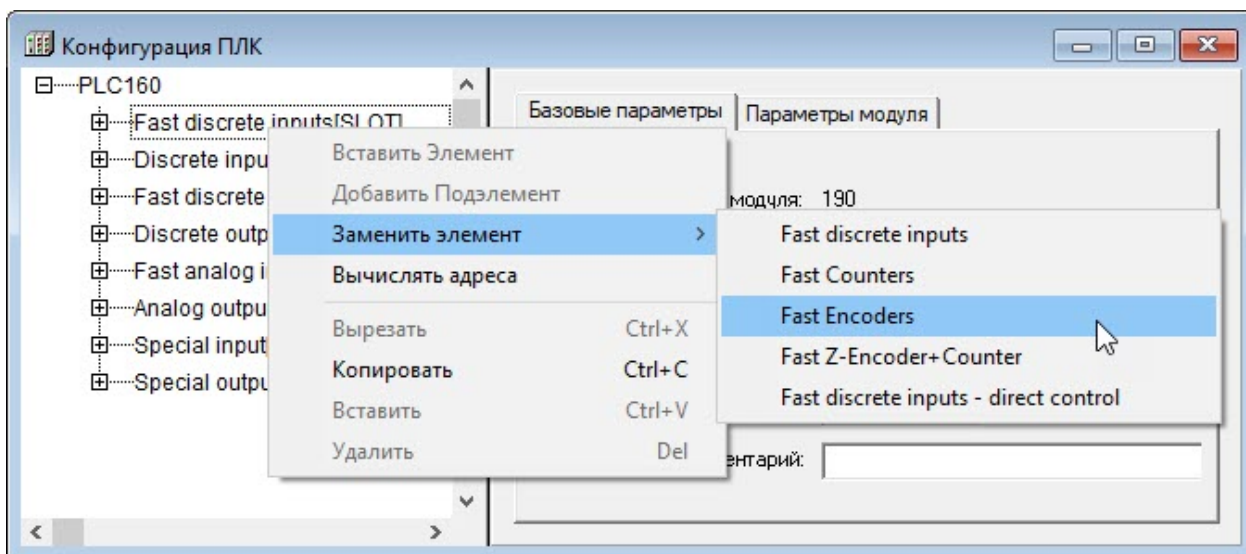 Конфигурация ПЛК
PLC160
Fast discrete inputs[SLOT]
Discrete inpu
Fast discrete
Discrete outp
Fast analog i
Analog outpu
Special input
Special outpu
Базовые параметры
Параметры модуля
модуля: 190
ентарий:
Вставить Элемент
Добавить Подэлемент
Заменить элемент
Вычислять адреса
Вырезать Ctrl+X
Копировать Ctrl+C
Вставить Ctrl+V
Удалить Del
Fast discrete inputs
Fast Counters
Fast Encoders
Fast Z-Encoder+Counter
Fast discrete inputs - direct control